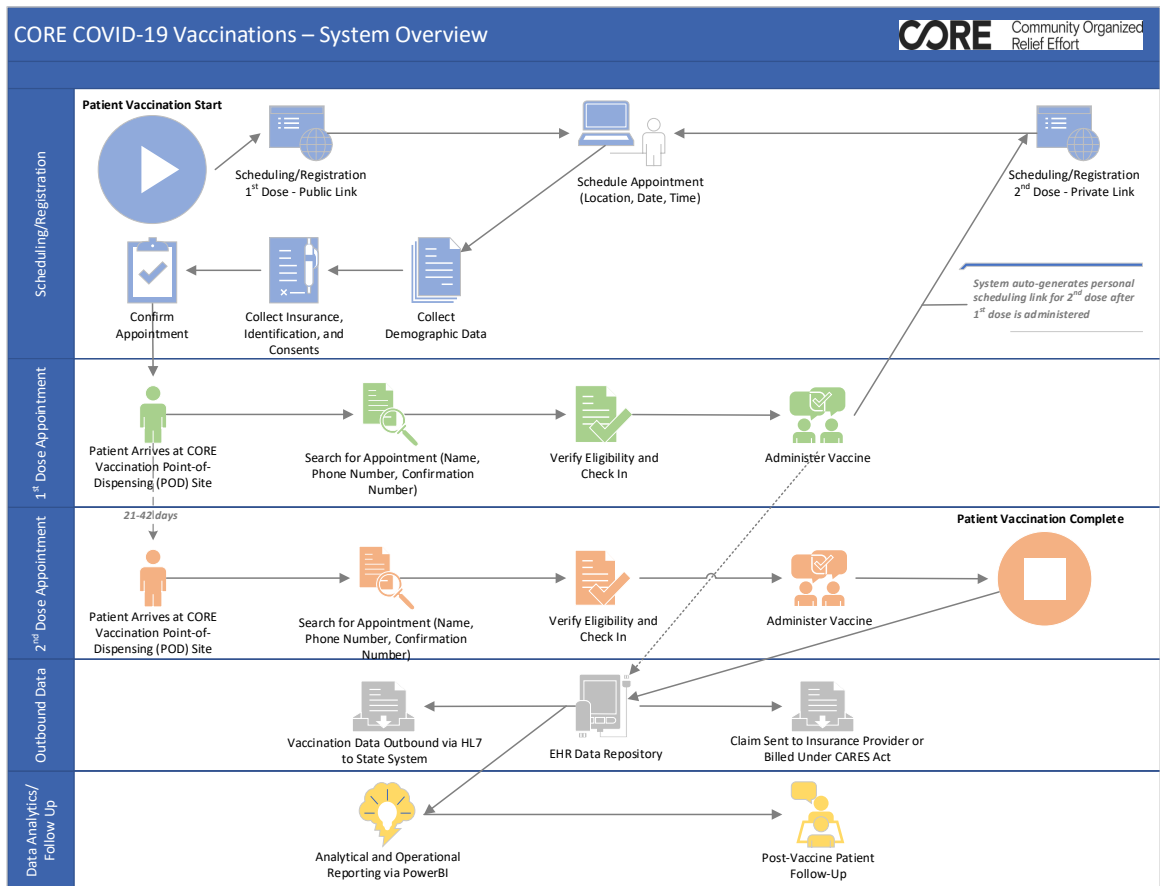 CORE COVID-19 Vaccinations – System Overview
CORE
Community Organized
Relief Effort
Scheduling/Registration
Patient Vaccination Start
Scheduling/Registration
1st Dose - Public Link
Schedule Appointment
(Location, Date, Time)
Scheduling/Registration
2nd Dose - Private Link
Confirm
Appointment
Collect Insurance,
Identification, and
Consents
Collect
Demographic Data
System auto-generates personal
scheduling link for 2nd dose after
1st dose is administered
1st Dose Appointment
Patient Arrives at CORE
Vaccination Point-of-
Dispensing (POD) Site
Search for Appointment (Name,
Phone Number, Confirmation
Number)
Verify Eligibility and
Check In
Administer Vaccine
2nd Dose Appointment
21-42 days
Patient Vaccination Complete
Patient Arrives at CORE
Vaccination Point-of-
Dispensing (POD) Site
Search for Appointment (Name,
Phone Number, Confirmation
Number)
Verify Eligibility and
Check In
Administer Vaccine
Outbound Data
Vaccination Data Outbound via HL7
to State System
EHR Data Repository
Claim Sent to Insurance Provider or
Billed Under CARES Act
Data Analytics/
Follow Up
Analytical and Operational
Reporting via PowerBI
Post-Vaccine Patient
Follow-Up